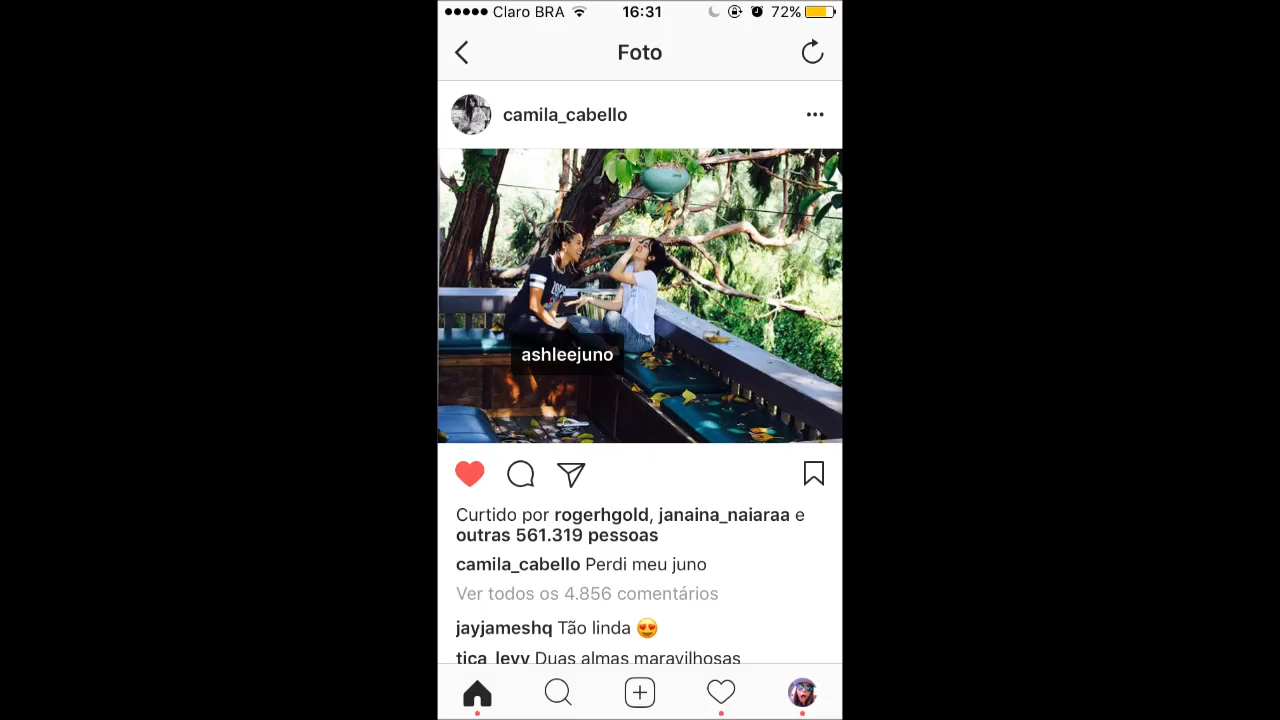 Claro BRA 16:31 72%
Foto
camila_cabello
ashleejuno
Curtido por rogerhgold, janaina_naiaraa e
outras 561.319 pessoas
camila_cabello Perdi meu juno
Ver todos os 4.856 comentários
jayjameshq Tão linda 😍
tica_levy Duas almas maravilhosas